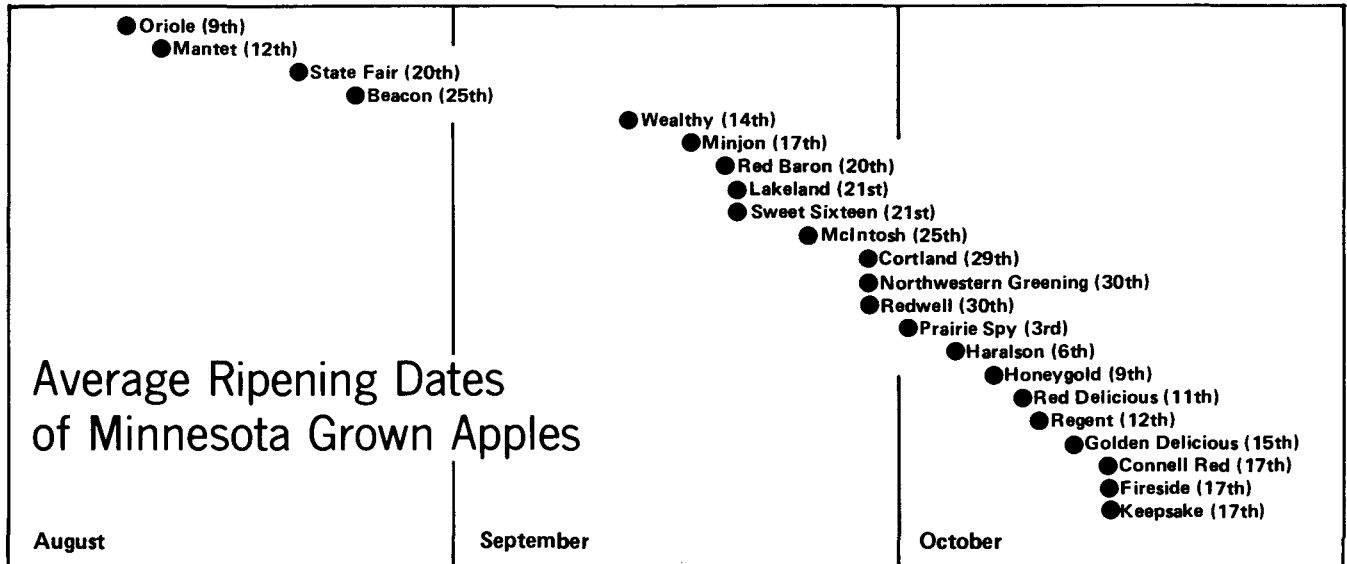 Oriole (9th)
Mantet (12th)
State Fair (20th)
Beacon (25th)
Wealthy (14th)
Minjon (17th)
Red Baron (20th)
Lakeland (21st)
Sweet Sixteen (21st)
McIntosh (25th)
Cortland (29th)
Northwestern Greening (30th)
Redwell (30th)
Prairie Spy (3rd)
Haralson (6th)
Honeygold (9th)
Red Delicious (11th)
Regent (12th)
Golden Delicious (15th)
Connell Red (17th)
Fireside (17th)
Keepsake (17th)
Average Ripening Dates
of Minnesota Grown Apples
August
September
October